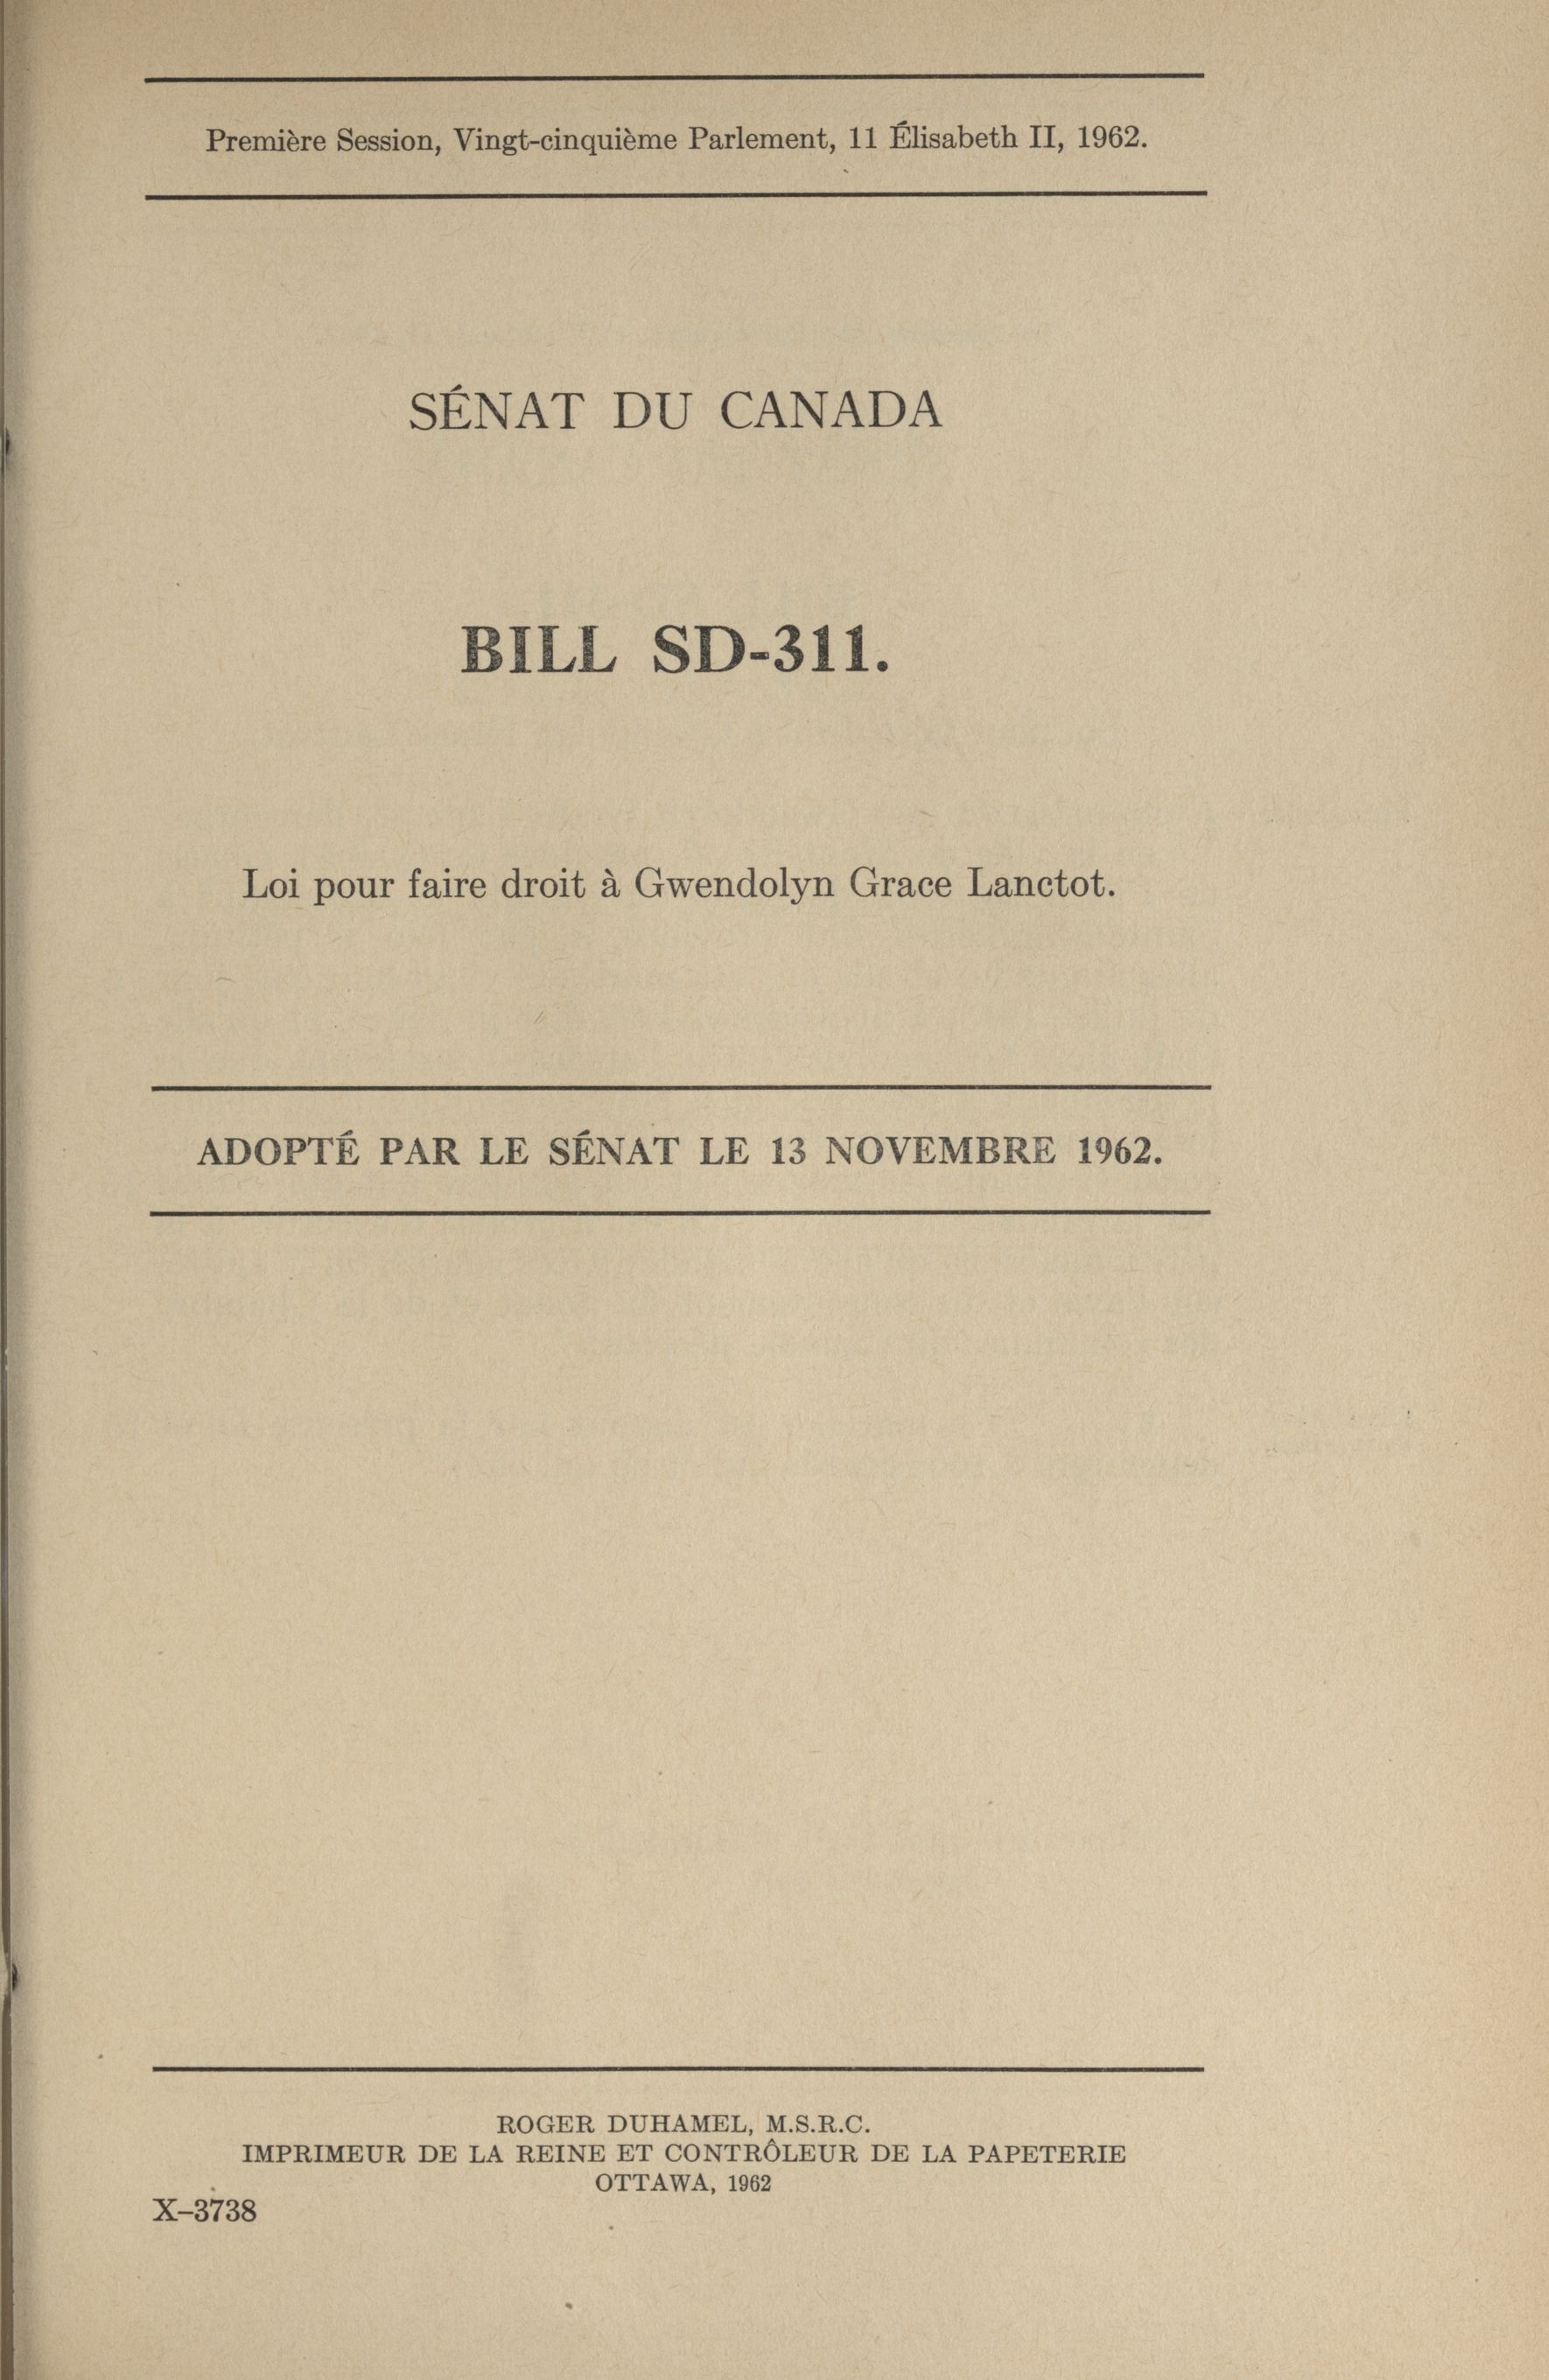 Première Session, Vingt-cinquième Parlement, 11 Élisabeth II, 1962.
SÉNAT DU CANADA
BILL SD-311.
Loi pour faire droit à Gwendolyn Grace Lanctot.
ADOPTÉ PAR LE SÉNAT LE 13 NOVEMBRE 1962.
ROGER DUHAMEL, M.S.R.C.
IMPRIMEUR DE LA REINE ET CONTRÔLEUR DE LA PAPETERIE
OTTAWA, 1962
X–3738